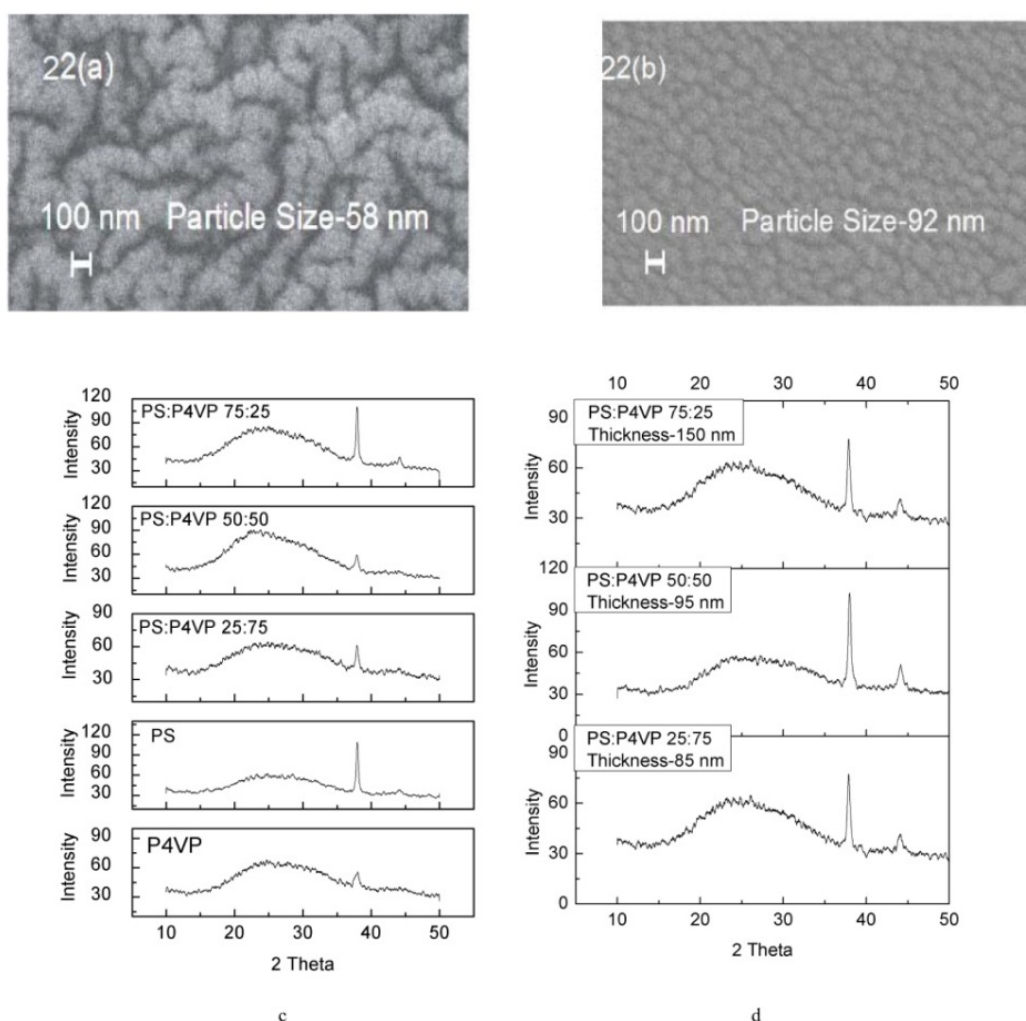 22(a)
100 nm Particle Size-58 nm
22(b)
100 nm Particle Size-92 nm
PS:P4VP 75:25
Intensity
120
90
60
30
PS:P4VP 50:50
Intensity
120
90
60
30
PS:P4VP 25:75
Intensity
90
60
30
PS
Intensity
120
90
60
30
P4VP
Intensity
90
60
30
10 20 30 40 50
2 Theta
c
10 20 30 40 50
PS:P4VP 75:25
Thickness-150 nm
Intensity
90
60
30
120
PS:P4VP 50:50
Thickness-95 nm
Intensity
90
60
30
0
PS:P4VP 25:75
Thickness-85 nm
Intensity
90
60
30
0
10 20 30 40 50
2 Theta
d